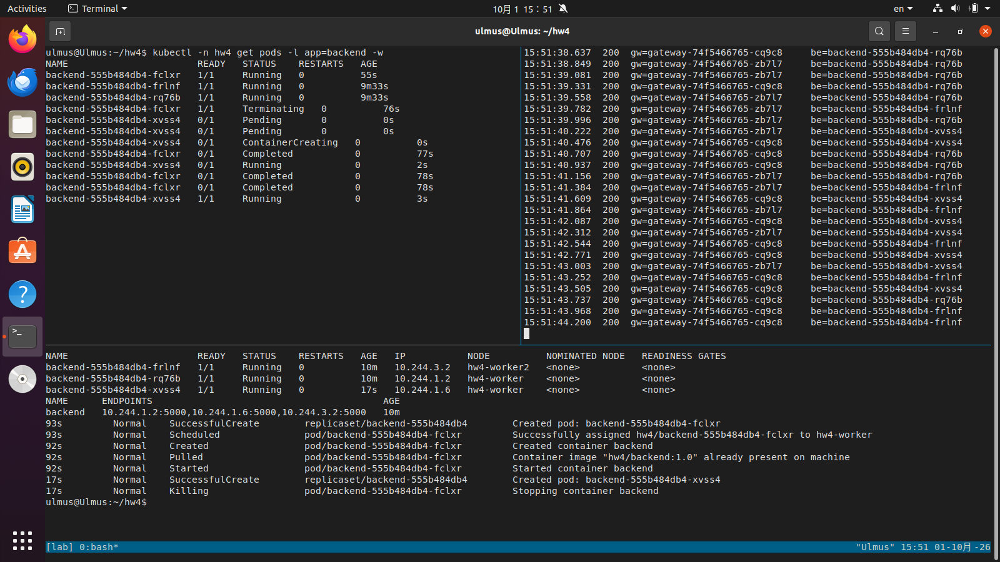 Activities Terminal 10月 1 15：51 en
ulmus@Ulmus: ~/hw4
ulmus@Ulmus:~/hw4$ kubectl -n hw4 get pods -l app=backend -w
NAME READY STATUS RESTARTS AGE
backend-555b484db4-fclxr 1/1 Running 0 55s
backend-555b484db4-frlnf 1/1 Running 0 9m33s
backend-555b484db4-rq76b 1/1 Running 0 9m33s
backend-555b484db4-fclxr 1/1 Terminating 0 76s
backend-555b484db4-xvss4 0/1 Pending 0 0s
backend-555b484db4-xvss4 0/1 Pending 0 0s
backend-555b484db4-xvss4 0/1 ContainerCreating 0 0s
backend-555b484db4-fclxr 0/1 Completed 0 77s
backend-555b484db4-xvss4 0/1 Running 0 2s
backend-555b484db4-fclxr 0/1 Completed 0 78s
backend-555b484db4-fclxr 0/1 Completed 0 78s
backend-555b484db4-xvss4 1/1 Running 0 3s
15:51:38.637 200 gw=gateway-74f5466765-cq9c8 be=backend-555b484db4-rq76b
15:51:38.849 200 gw=gateway-74f5466765-zb7l7 be=backend-555b484db4-rq76b
15:51:39.081 200 gw=gateway-74f5466765-zb7l7 be=backend-555b484db4-rq76b
15:51:39.331 200 gw=gateway-74f5466765-cq9c8 be=backend-555b484db4-rq76b
15:51:39.558 200 gw=gateway-74f5466765-zb7l7 be=backend-555b484db4-rq76b
15:51:39.782 200 gw=gateway-74f5466765-zb7l7 be=backend-555b484db4-frlnf
15:51:39.996 200 gw=gateway-74f5466765-zb7l7 be=backend-555b484db4-rq76b
15:51:40.222 200 gw=gateway-74f5466765-zb7l7 be=backend-555b484db4-xvss4
15:51:40.476 200 gw=gateway-74f5466765-cq9c8 be=backend-555b484db4-xvss4
15:51:40.707 200 gw=gateway-74f5466765-cq9c8 be=backend-555b484db4-rq76b
15:51:40.937 200 gw=gateway-74f5466765-cq9c8 be=backend-555b484db4-rq76b
15:51:41.156 200 gw=gateway-74f5466765-zb7l7 be=backend-555b484db4-rq76b
15:51:41.384 200 gw=gateway-74f5466765-zb7l7 be=backend-555b484db4-frlnf
15:51:41.609 200 gw=gateway-74f5466765-cq9c8 be=backend-555b484db4-xvss4
15:51:41.864 200 gw=gateway-74f5466765-zb7l7 be=backend-555b484db4-frlnf
15:51:42.087 200 gw=gateway-74f5466765-cq9c8 be=backend-555b484db4-xvss4
15:51:42.312 200 gw=gateway-74f5466765-zb7l7 be=backend-555b484db4-xvss4
15:51:42.544 200 gw=gateway-74f5466765-cq9c8 be=backend-555b484db4-frlnf
15:51:42.771 200 gw=gateway-74f5466765-cq9c8 be=backend-555b484db4-xvss4
15:51:43.003 200 gw=gateway-74f5466765-zb7l7 be=backend-555b484db4-xvss4
15:51:43.252 200 gw=gateway-74f5466765-cq9c8 be=backend-555b484db4-frlnf
15:51:43.505 200 gw=gateway-74f5466765-cq9c8 be=backend-555b484db4-xvss4
15:51:43.737 200 gw=gateway-74f5466765-cq9c8 be=backend-555b484db4-rq76b
15:51:43.968 200 gw=gateway-74f5466765-cq9c8 be=backend-555b484db4-frlnf
15:51:44.200 200 gw=gateway-74f5466765-cq9c8 be=backend-555b484db4-frlnf
NAME READY STATUS RESTARTS AGE IP NODE NOMINATED NODE READINESS GATES
backend-555b484db4-frlnf 1/1 Running 0 10m 10.244.3.2 hw4-worker2 <none> <none>
backend-555b484db4-rq76b 1/1 Running 0 10m 10.244.1.2 hw4-worker <none> <none>
backend-555b484db4-xvss4 1/1 Running 0 17s 10.244.1.6 hw4-worker <none> <none>
NAME ENDPOINTS AGE
backend 10.244.1.2:5000,10.244.1.6:5000,10.244.3.2:5000 10m
93s Normal SuccessfulCreate replicaset/backend-555b484db4 Created pod: backend-555b484db4-fclxr
93s Normal Scheduled pod/backend-555b484db4-fclxr Successfully assigned hw4/backend-555b484db4-fclxr to hw4-worker
92s Normal Created pod/backend-555b484db4-fclxr Created container backend
92s Normal Pulled pod/backend-555b484db4-fclxr Container image "hw4/backend:1.0" already present on machine
92s Normal Started pod/backend-555b484db4-fclxr Started container backend
17s Normal SuccessfulCreate replicaset/backend-555b484db4 Created pod: backend-555b484db4-xvss4
17s Normal Killing pod/backend-555b484db4-fclxr Stopping container backend
ulmus@Ulmus:~/hw4$
[lab] 0:bash* "Ulmus" 15:51 01-10月-26